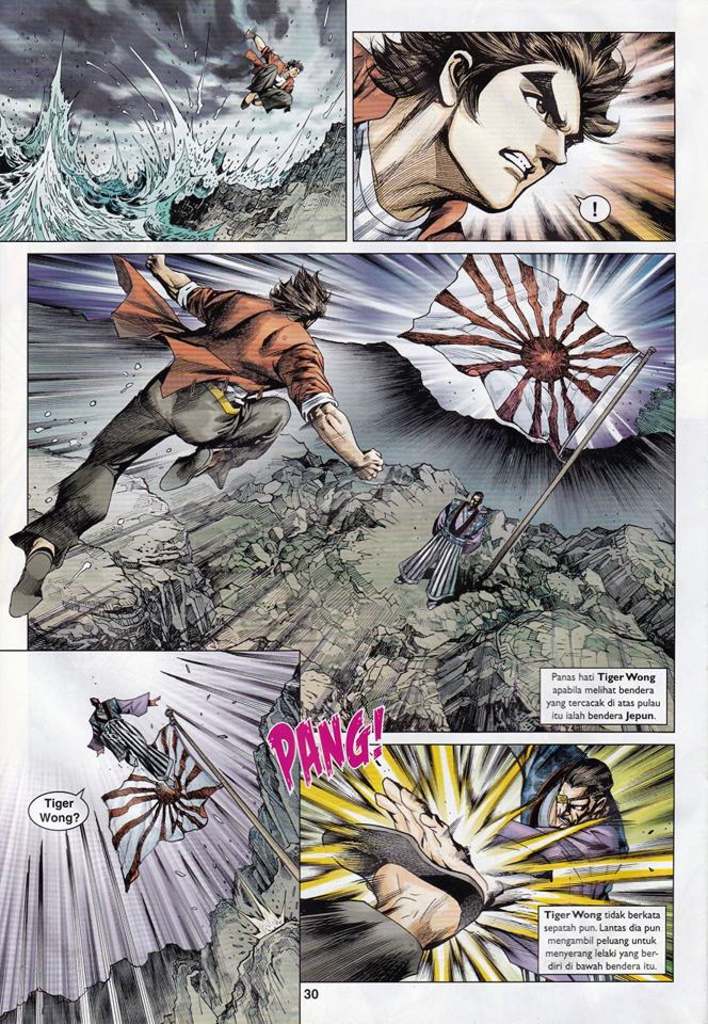 !
Panas hati Tiger Wong
apabila melihat bendera
yang tercacak di atas pulau
itu ialah bendera Jepun.
Tiger
Wong?
PANG!
Tiger Wong tidak berkata
sepatah pun. Lantas dia pun
mengambil peluang untuk
menyerang lelaki yang ber-
diri di bawah bendera itu.
30